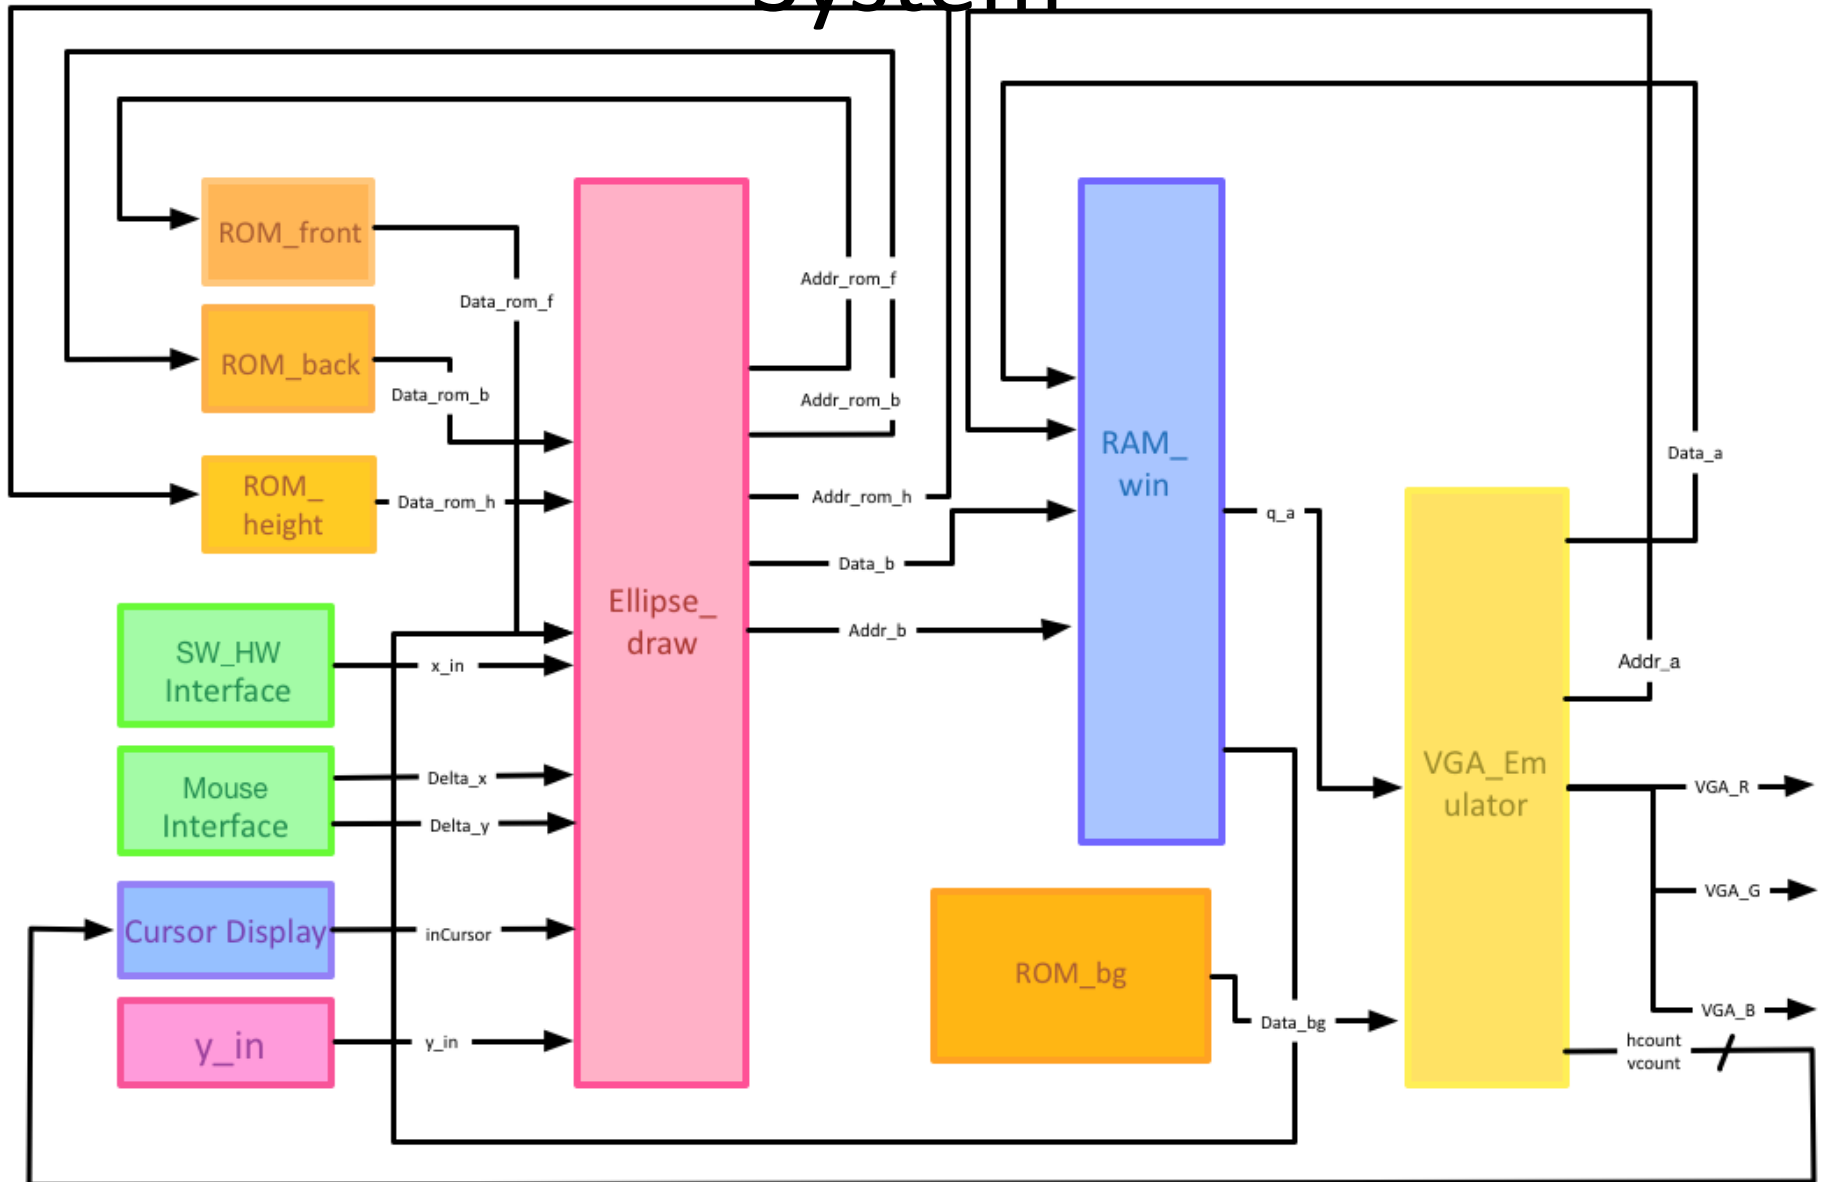 System
ROM_front
Data_rom_f
Addr_rom_f
ROM_back
Data_rom_b
Addr_rom_b
RAM_
win
Data_a
ROM_
height
Data_rom_h
Addr_rom_h
q_a
Data_b
Ellipse_
draw
Addr_b
SW_HW
Interface
x_in
Addr_a
Mouse
Interface
Delta_x
Delta_y
VGA_Em
ulator
VGA_R
VGA_G
VGA_B
Cursor Display
inCursor
ROM_bg
Data_bg
y_in
y_in
hcount
vcount